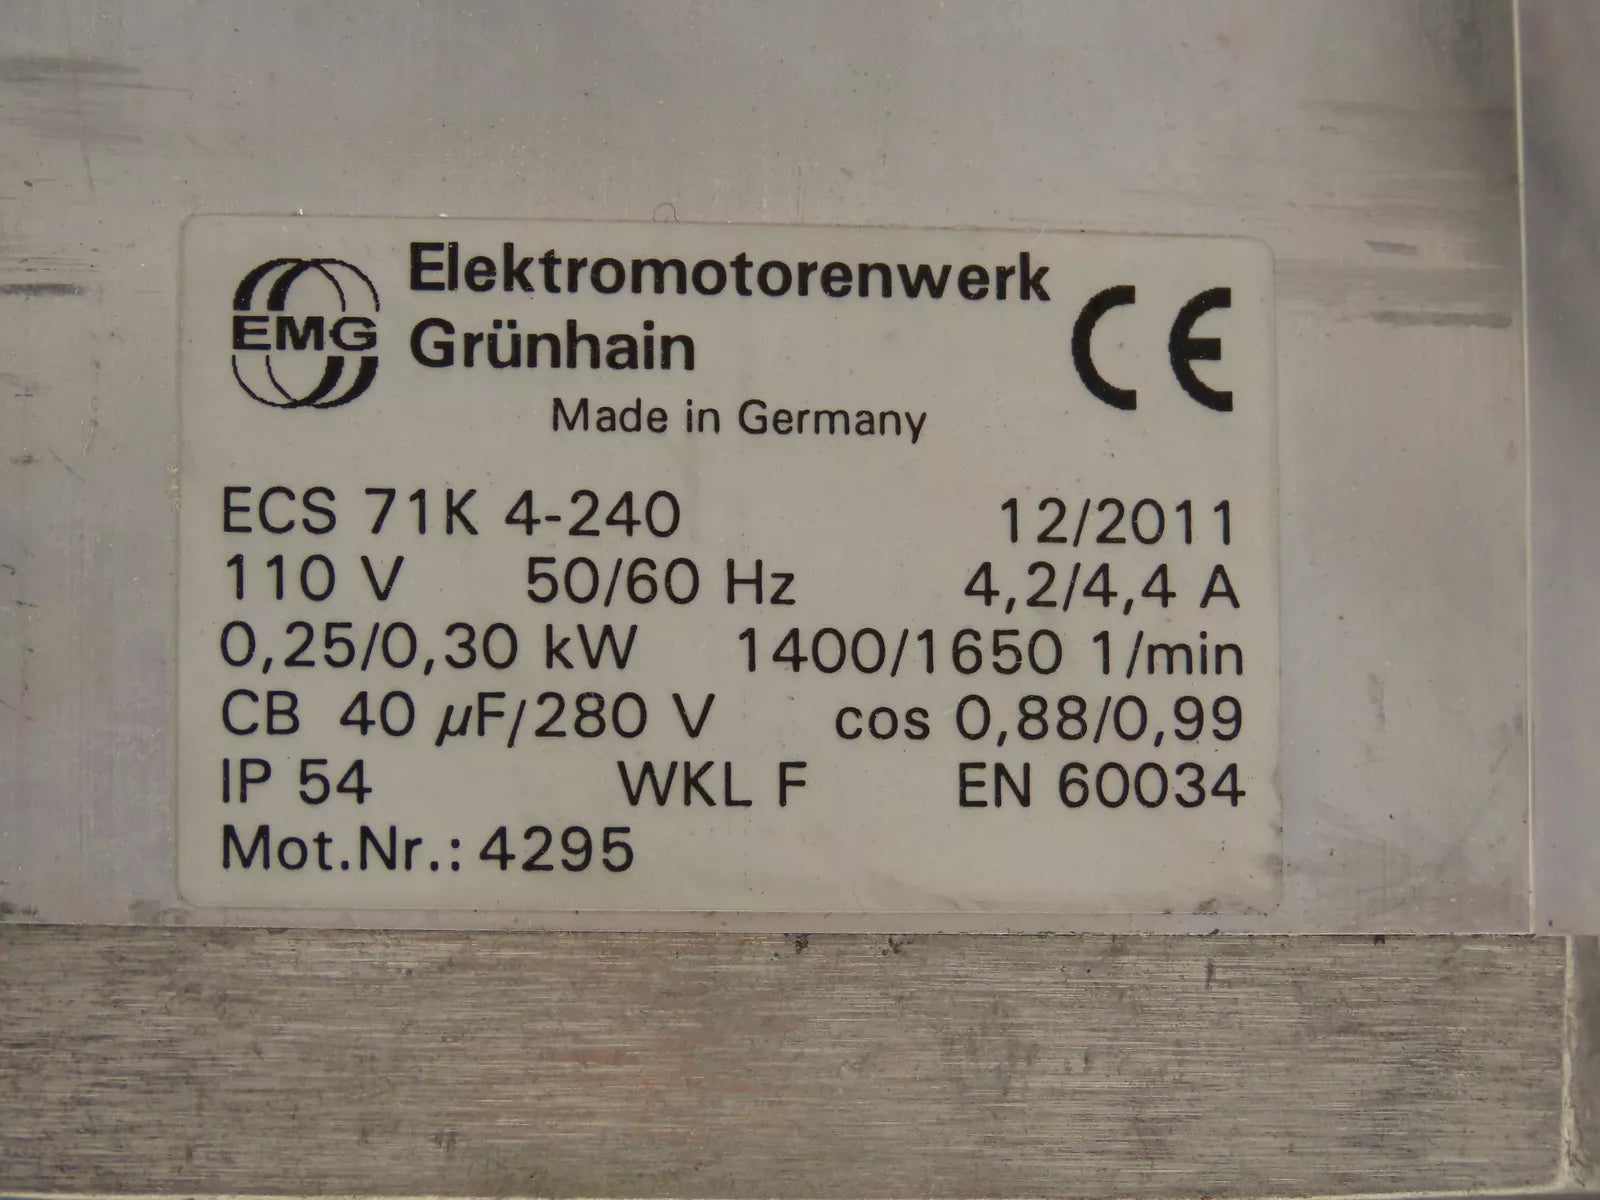 EMG
Elektromotorenwerk
Grünhain
Made in Germany
CE
ECS 71K 4-240 12/2011
110 V 50/60 Hz 4,2/4,4 A
0,25/0,30 kW 1400/1650 1/min
CB 40 µF/280 V cos 0,88/0,99
IP 54 WKL F EN 60034
Mot.Nr.: 4295